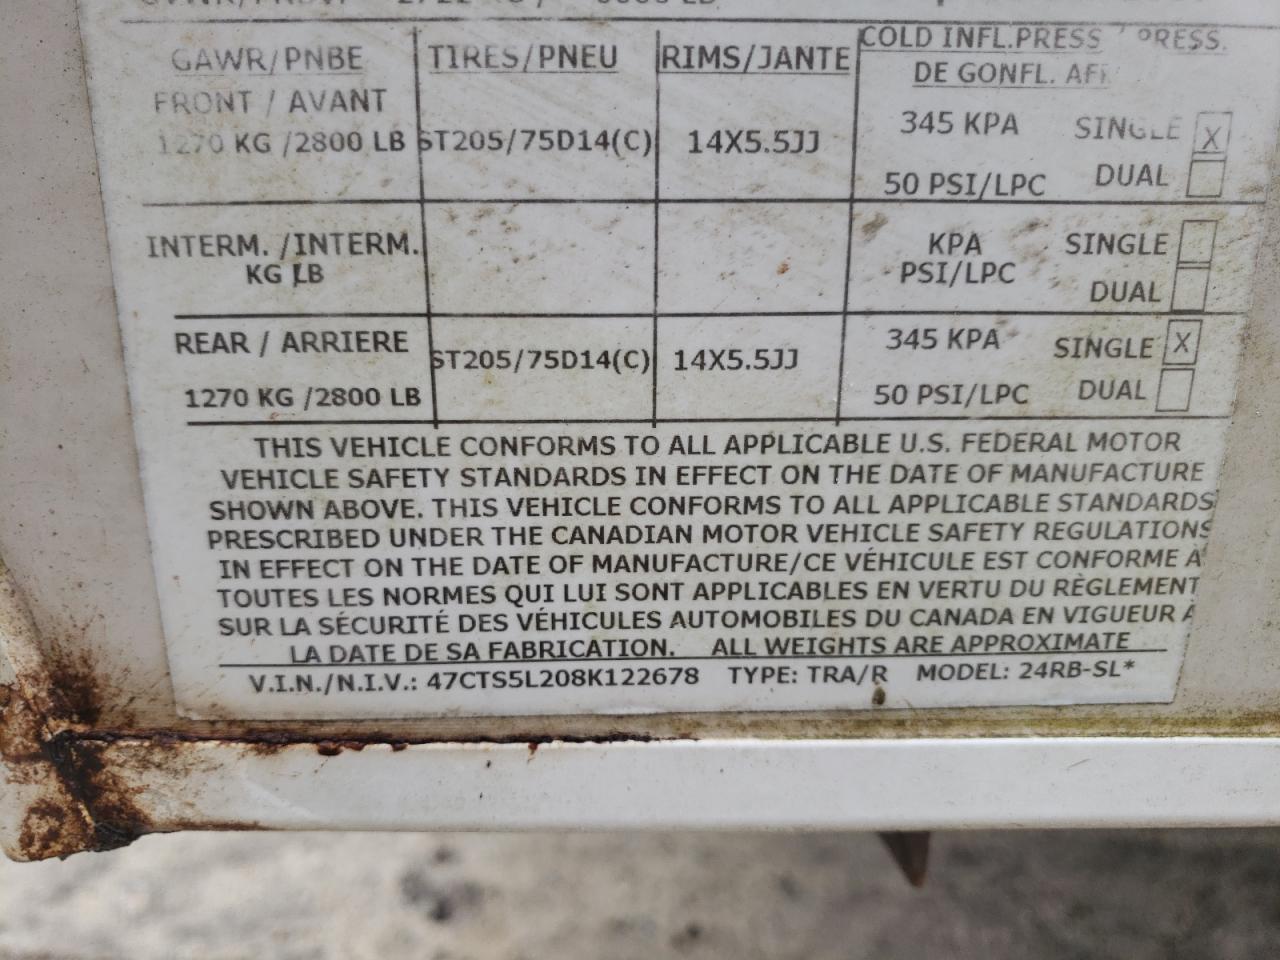 KG / LB
GAWR/PNBE TIRES/PNEU RIMS/JANTE COLD INFL.PRESS / PRESS.
DE GONFL.
FRONT / AVANT
1270 KG /2800 LB ST205/75D14(C) 14X5.5JJ 345 KPA SINGLE X
50 PSI/LPC DUAL
INTERM. /INTERM. KPA SINGLE
KG LB PSI/LPC
DUAL
REAR / ARRIERE ST205/75D14(C) 14X5.5JJ 345 KPA SINGLE X
1270 KG /2800 LB 50 PSI/LPC DUAL
THIS VEHICLE CONFORMS TO ALL APPLICABLE U.S. FEDERAL MOTOR
VEHICLE SAFETY STANDARDS IN EFFECT ON THE DATE OF MANUFACTURE
SHOWN ABOVE. THIS VEHICLE CONFORMS TO ALL APPLICABLE STANDARDS
PRESCRIBED UNDER THE CANADIAN MOTOR VEHICLE SAFETY REGULATIONS
IN EFFECT ON THE DATE OF MANUFACTURE/CE VÉHICULE EST CONFORME À
TOUTES LES NORMES QUI LUI SONT APPLICABLES EN VERTU DU RÈGLEMENT
SUR LA SÉCURITÉ DES VÉHICULES AUTOMOBILES DU CANADA EN VIGUEUR À
LA DATE DE SA FABRICATION. ALL WEIGHTS ARE APPROXIMATE
V.I.N./N.I.V.: 47CTS5L208K122678 TYPE: TRA/R MODEL: 24RB-SL*